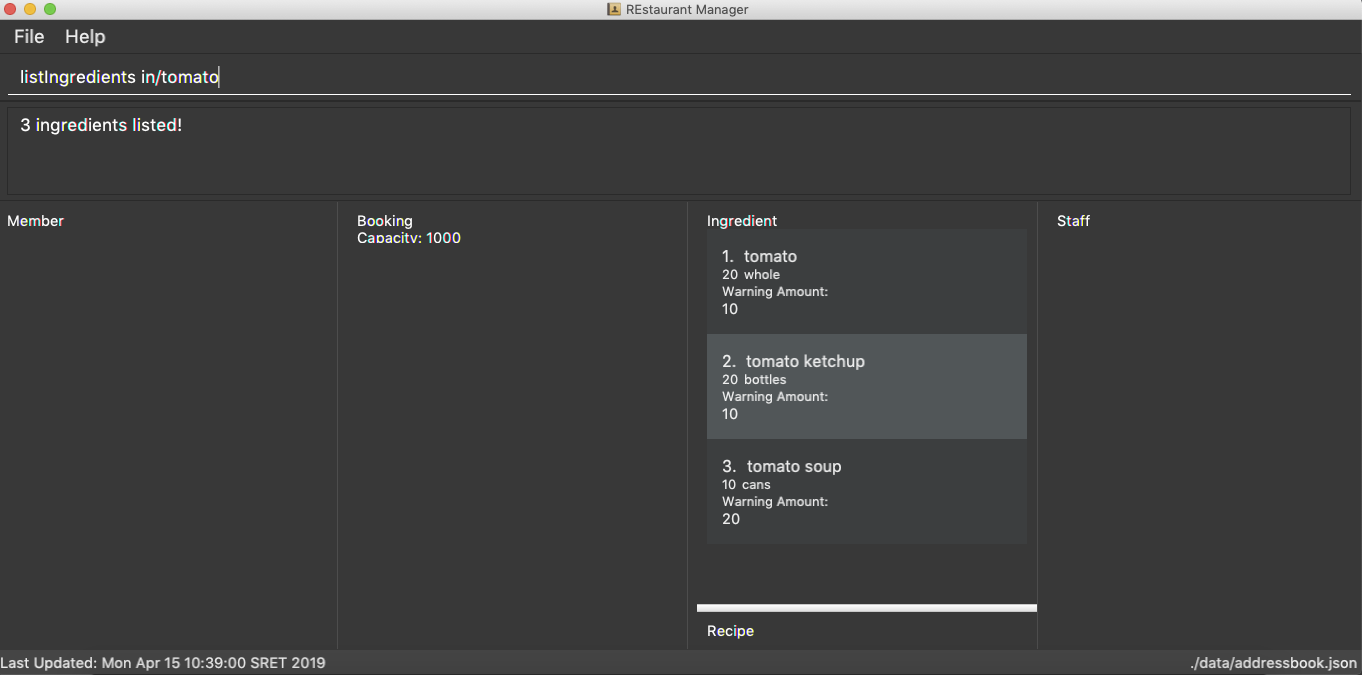 REstaurant Manager
File Help
listIngredients in/tomato
3 ingredients listed!
Member
Booking
Capacity: 1000
Ingredient
1. tomato
20 whole
Warning Amount:
10
2. tomato ketchup
20 bottles
Warning Amount:
10
3. tomato soup
10 cans
Warning Amount:
20
Recipe
Staff
Last Updated: Mon Apr 15 10:39:00 SRET 2019
./data/addressbook.json